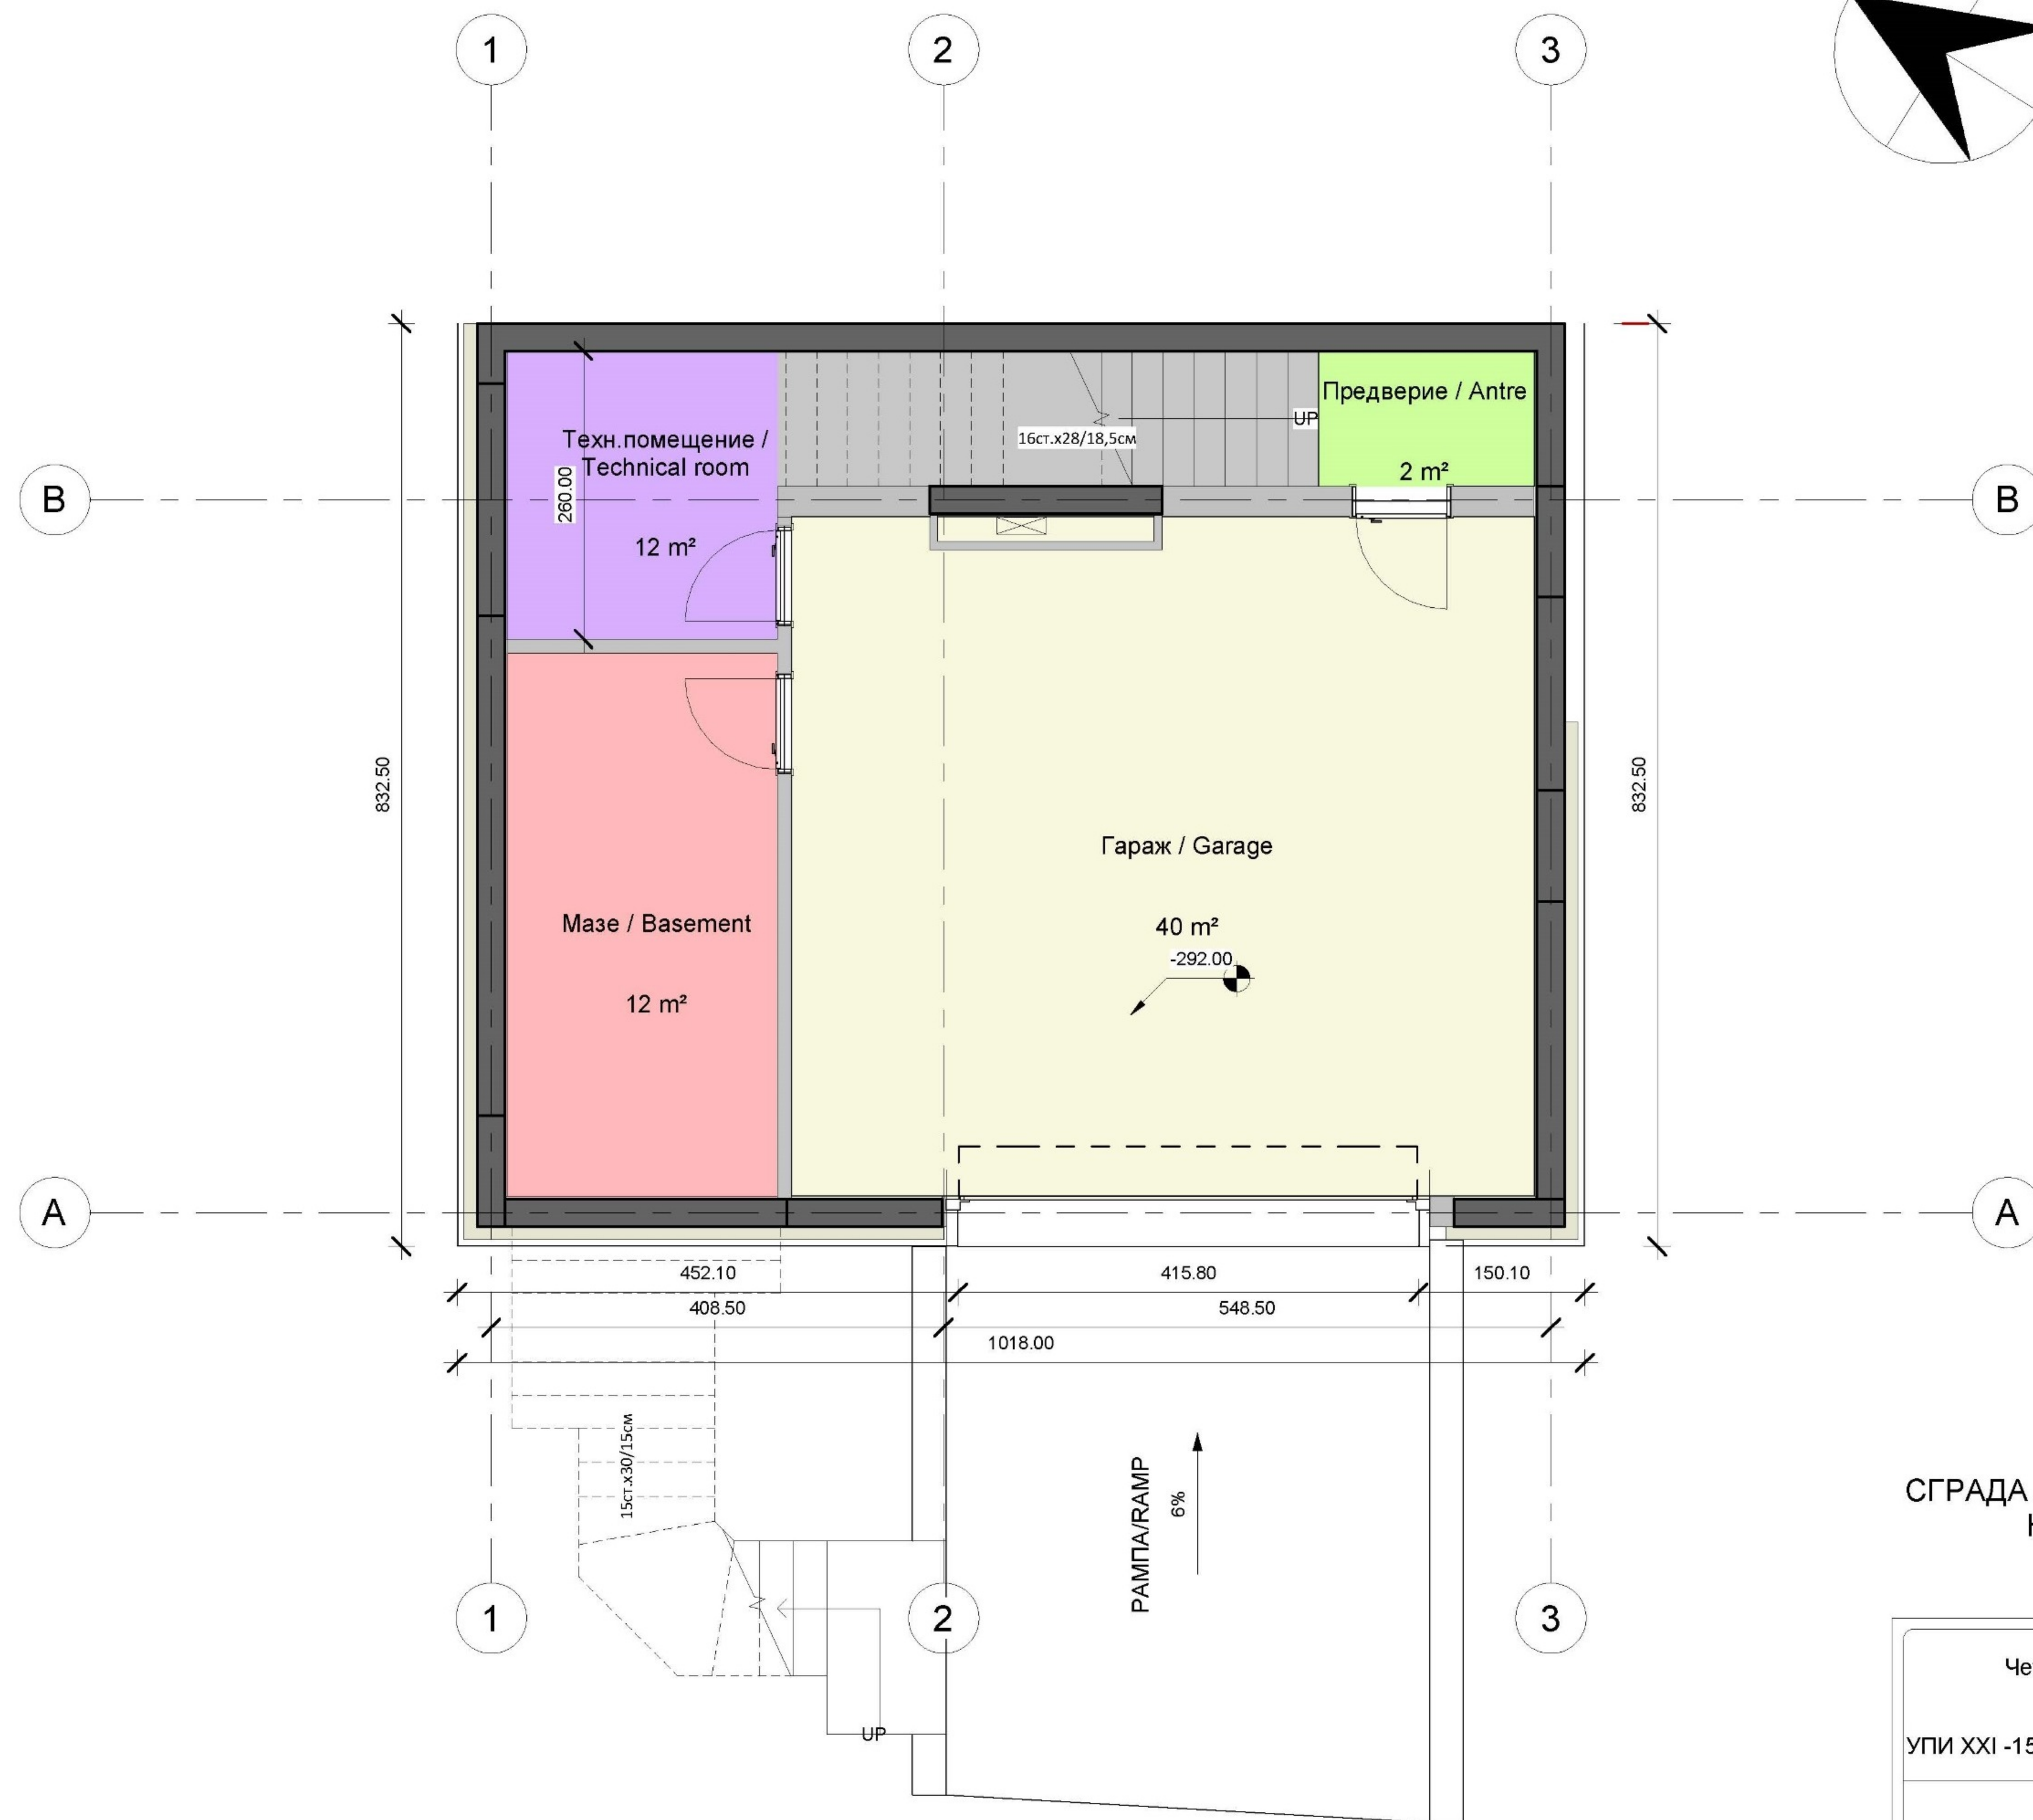 1
2
3
Предверие / Antre
UP
Техн.помещение /
Technical room
16ст.x28/18,5см
2 m²
260.00
B
B
12 m²
832.50
832.50
Гараж / Garage
Мазе / Basement
40 m²
-292.00
12 m²
A
A
452.10
415.80
150.10
408.50
548.50
1018.00
15ст.x30/15см
РАМПА/RAMP
6%
СГРАДА
1
2
3
UP
УПИ XXI -15